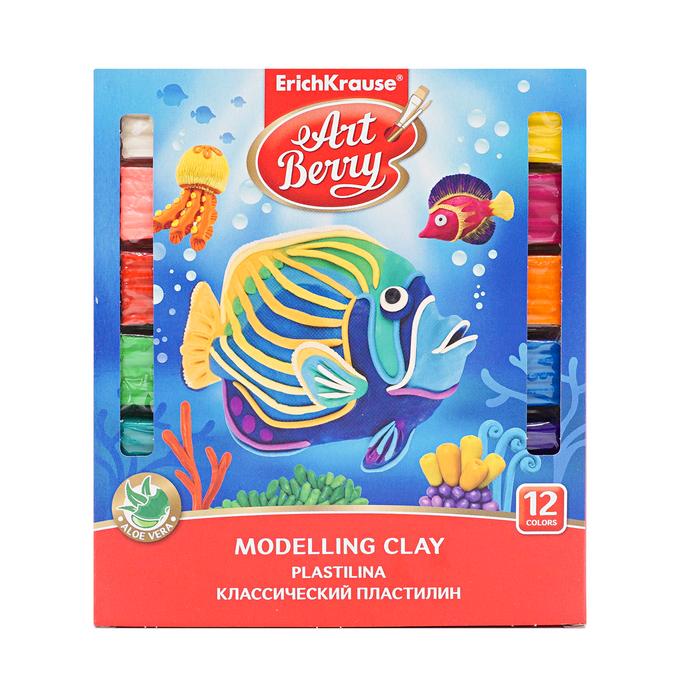 ErichKrause®
Art
Berry
ALOE VERA
12
COLORS
MODELLING CLAY
PLASTILINA
КЛАССИЧЕСКИЙ ПЛАСТИЛИН